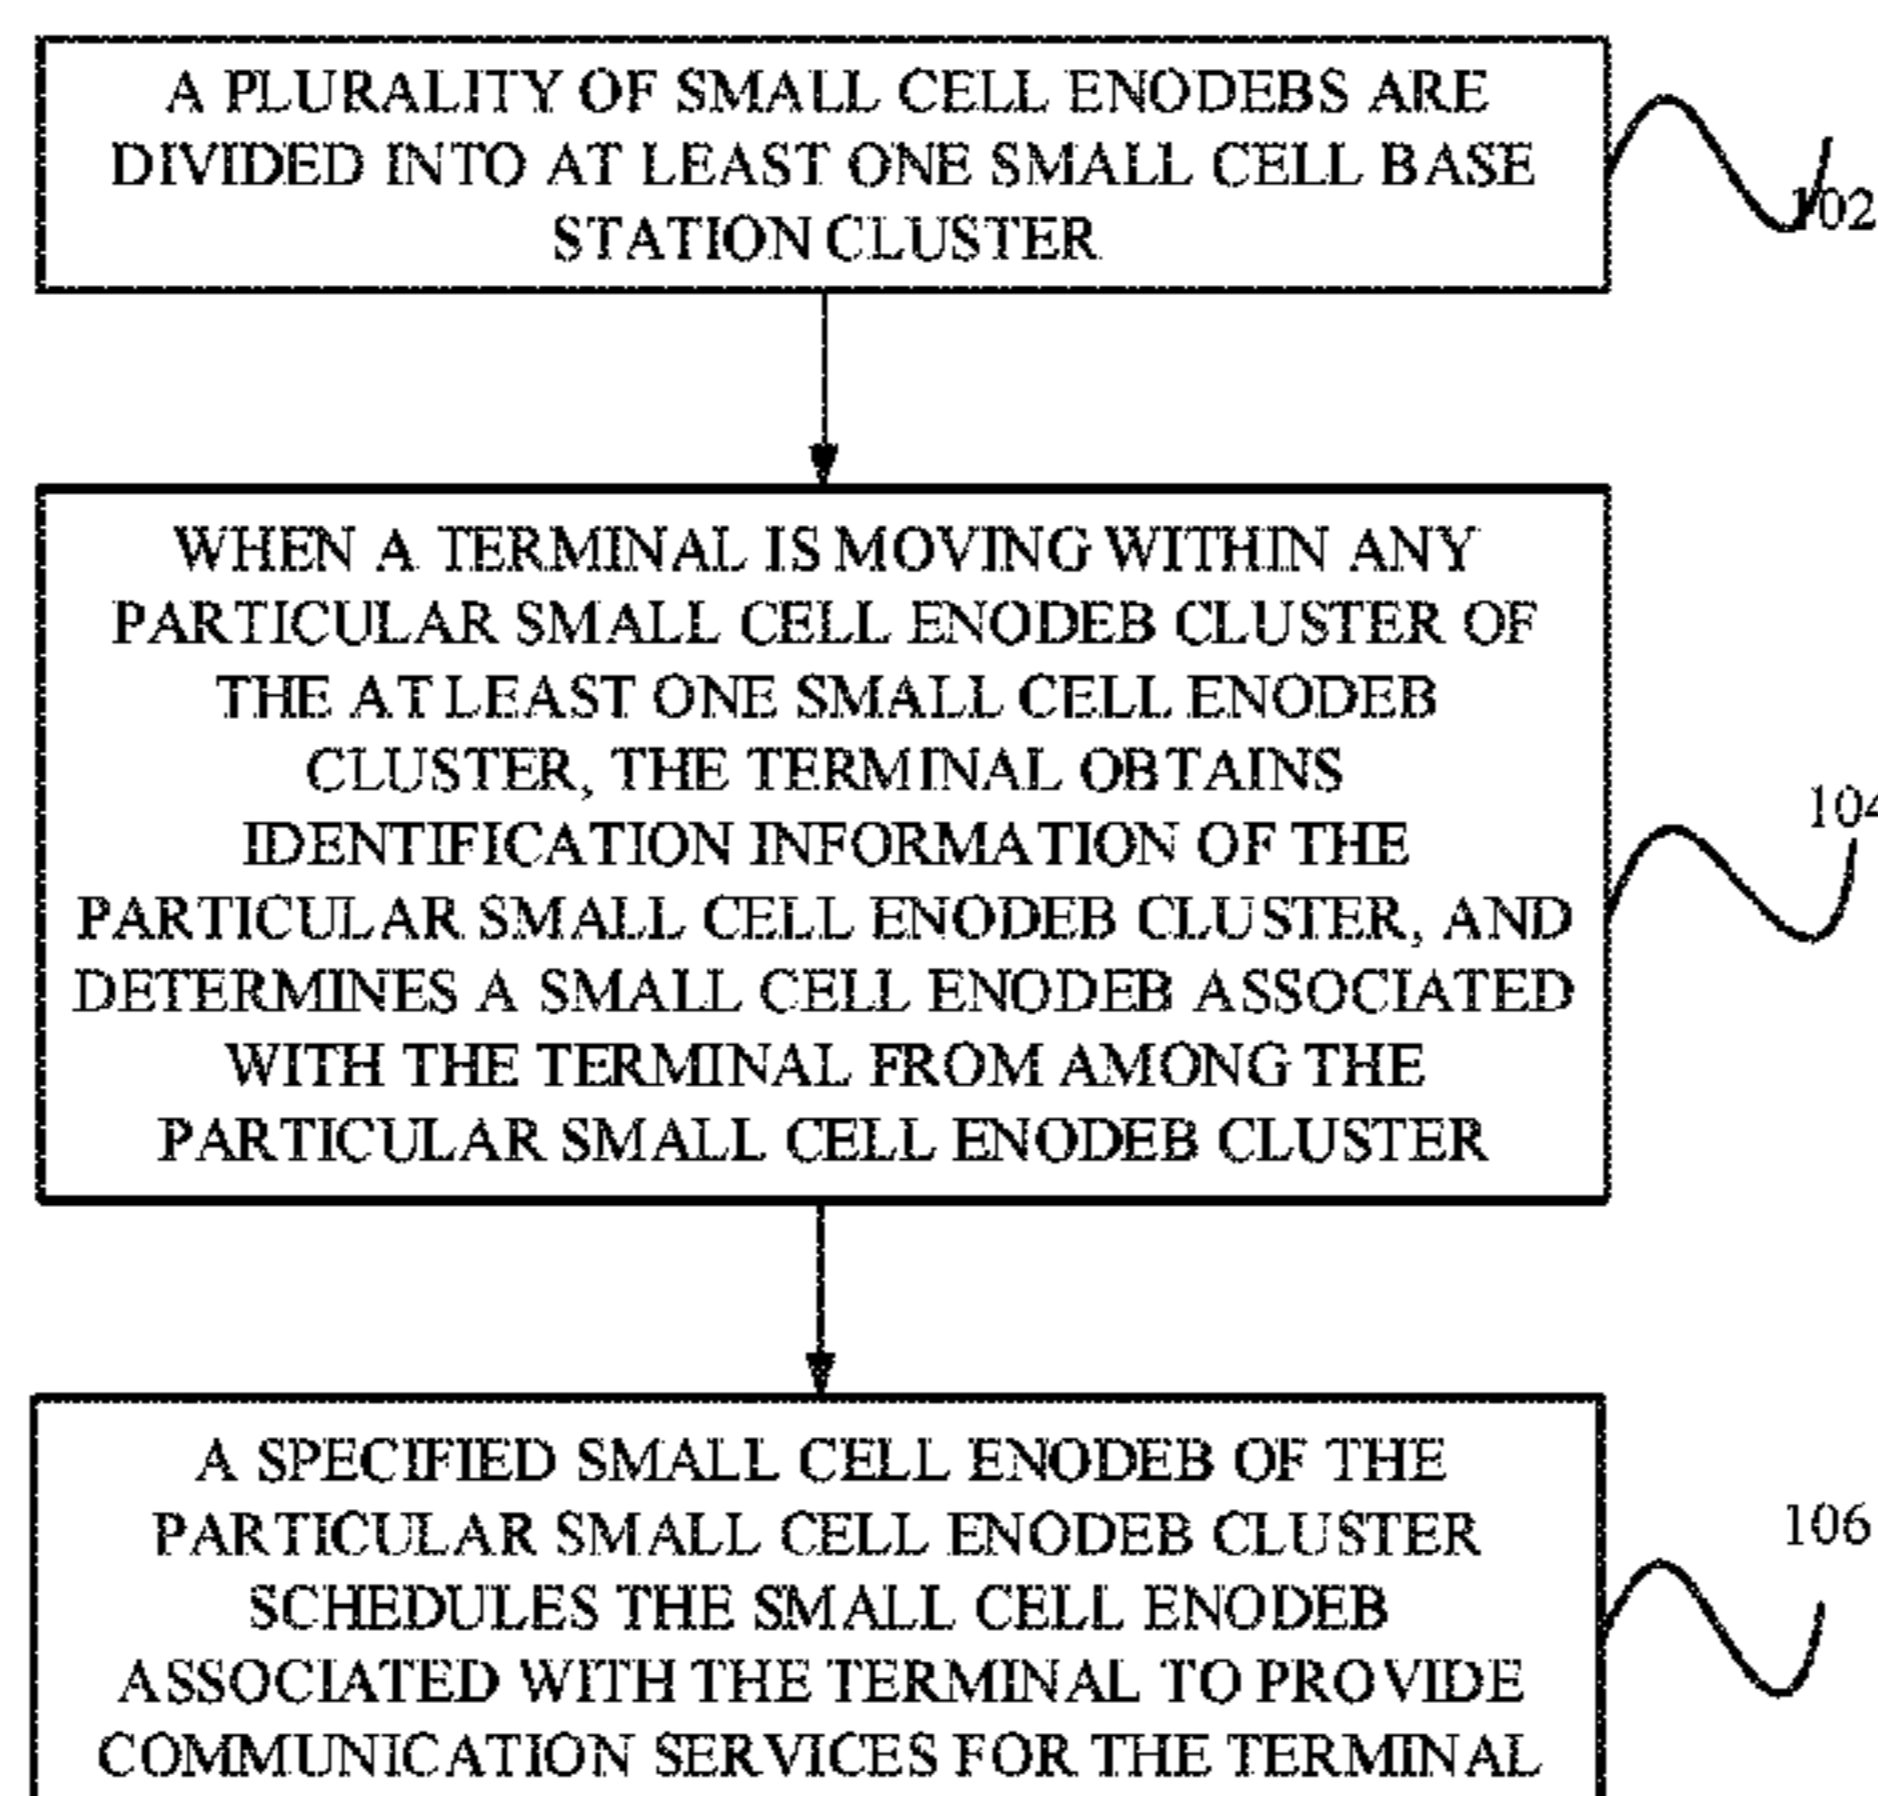 A PLURALITY OF SMALL CELL ENODEBS ARE
DIVIDED INTO AT LEAST ONE SMALL CELL BASE
STATION CLUSTER
102
WHEN A TERMINAL IS MOVING WITHIN ANY
PARTICULAR SMALL CELL ENODEB CLUSTER OF
THE AT LEAST ONE SMALL CELL ENODEB
CLUSTER, THE TERMINAL OBTAINS
IDENTIFICATION INFORMATION OF THE
PARTICULAR SMALL CELL ENODEB CLUSTER, AND
DETERMINES A SMALL CELL ENODEB ASSOCIATED
WITH THE TERMINAL FROM AMONG THE
PARTICULAR SMALL CELL ENODEB CLUSTER
104
A SPECIFIED SMALL CELL ENODEB OF THE
PARTICULAR SMALL CELL ENODEB CLUSTER
SCHEDULES THE SMALL CELL ENODEB
ASSOCIATED WITH THE TERMINAL TO PROVIDE
COMMUNICATION SERVICES FOR THE TERMINAL
106